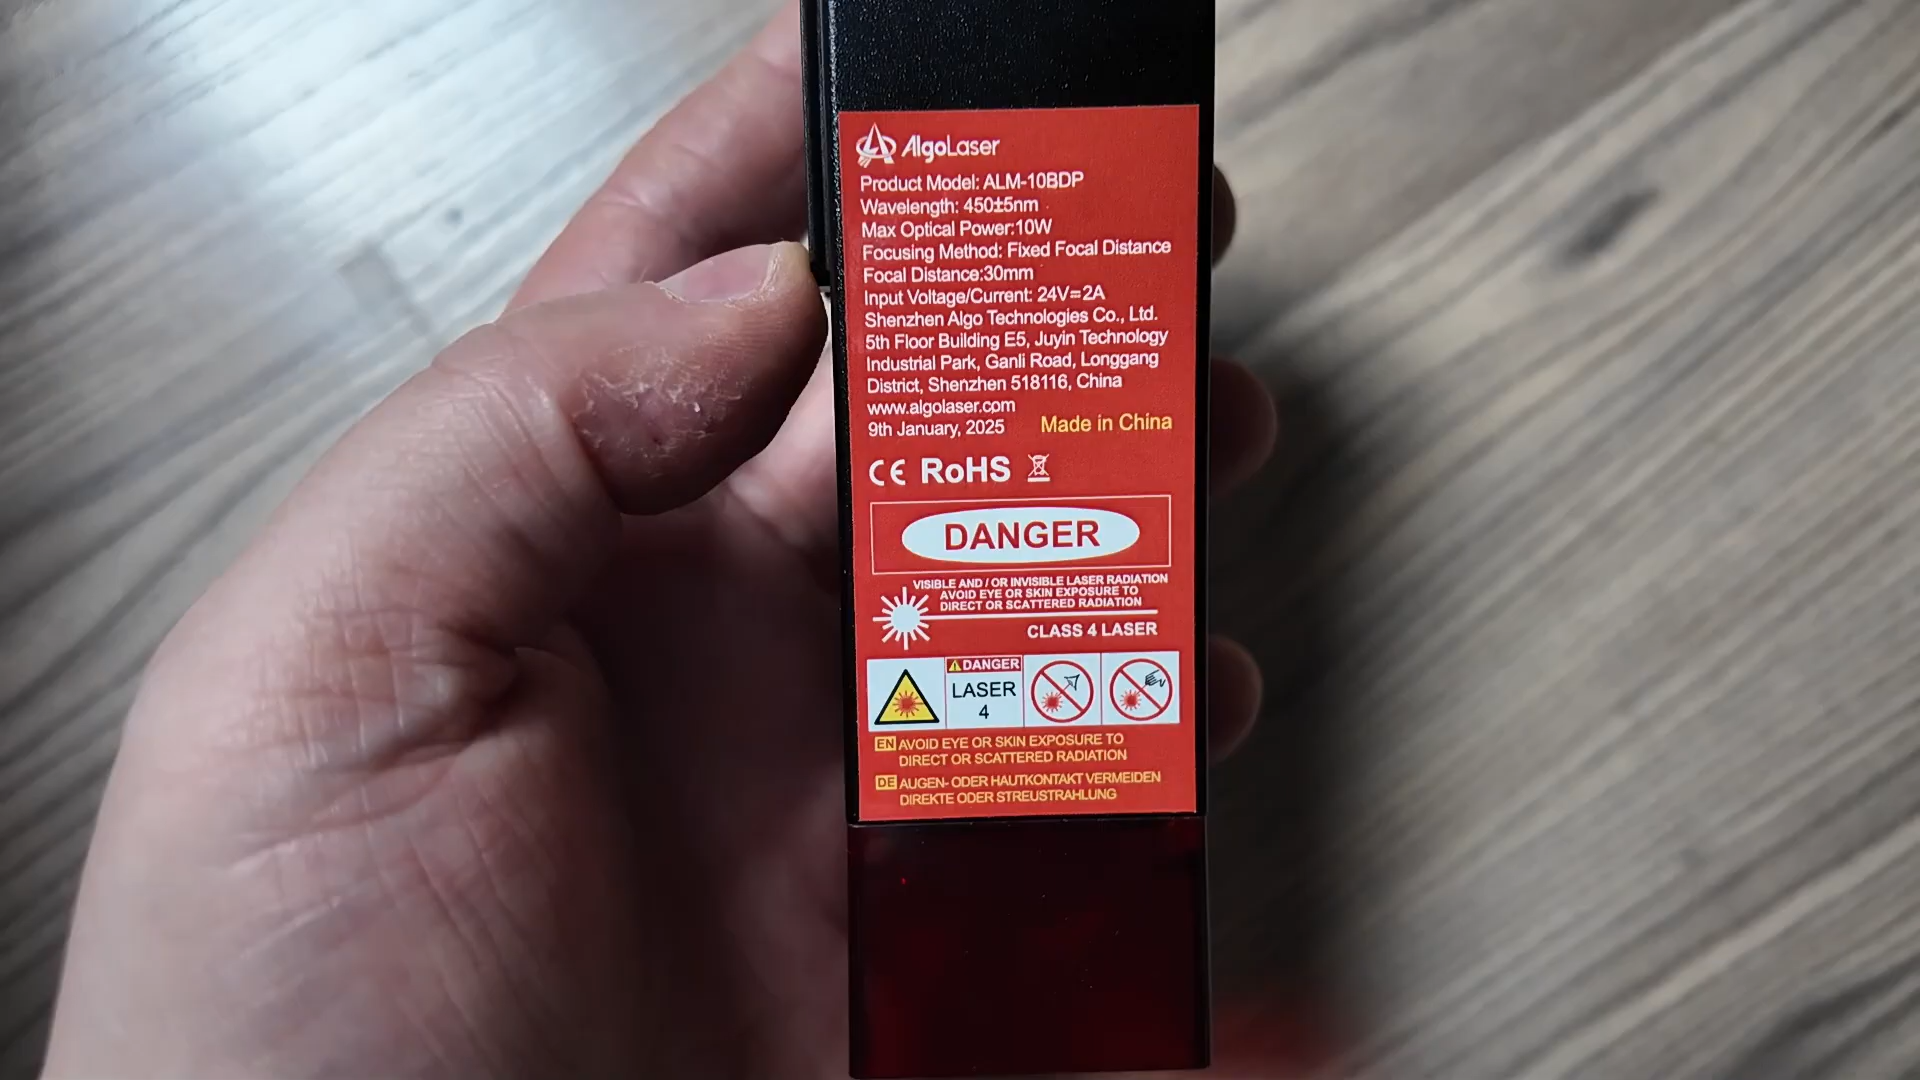 AlgoLaser
Product Model: ALM-10BDP
Wavelength: 450±5nm
Max Optical Power:10W
Focusing Method: Fixed Focal Distance
Focal Distance:30mm
Input Voltage/Current: 24V=2A
Shenzhen Algo Technologies Co., Ltd.
5th Floor Building E5, Juyin Technology
Industrial Park, Ganli Road, Longgang
District, Shenzhen 518116, China
www.algolaser.com
9th January, 2025 Made in China
CE RoHS
DANGER
VISIBLE AND / OR INVISIBLE LASER RADIATION
AVOID EYE OR SKIN EXPOSURE TO
DIRECT OR SCATTERED RADIATION
CLASS 4 LASER
DANGER
LASER
4
EN AVOID EYE OR SKIN EXPOSURE TO
DIRECT OR SCATTERED RADIATION
DE AUGEN- ODER HAUTKONTAKT VERMEIDEN
DIREKTE ODER STREUSTRAHLUNG